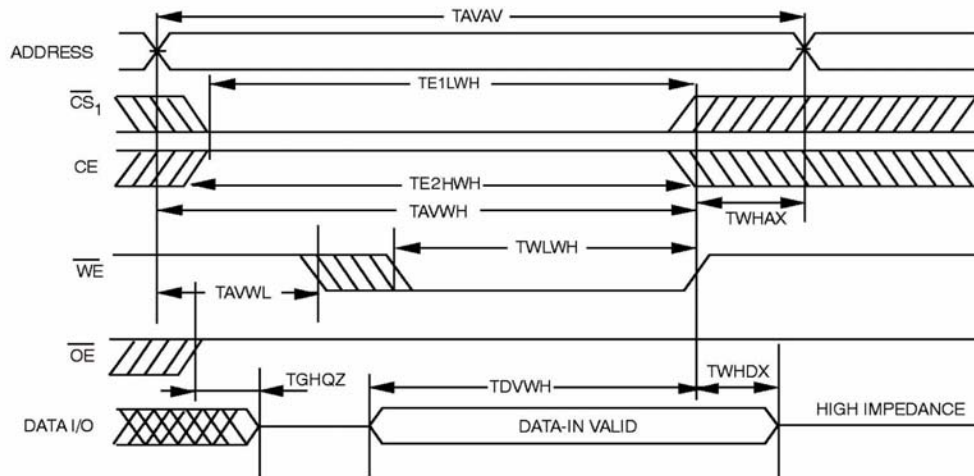 TAVAV
ADDRESS
TE1LWH
CS1
CE
TE2HWH
TAVWH
TWHAX
TWLWH
WE
TAVWL
OE
TGHQZ
TDVWH
TWHDX
DATA I/O
DATA-IN VALID
HIGH IMPEDANCE